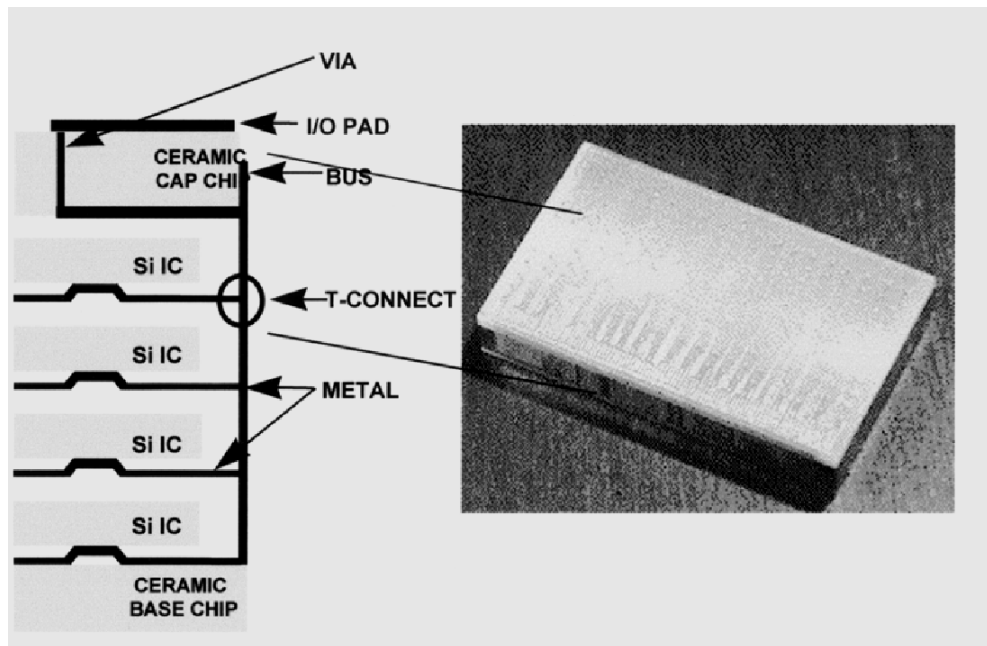 VIA
I/O PAD
CERAMIC
CAP CHIP
BUS
Si IC
T-CONNECT
Si IC
METAL
Si IC
Si IC
CERAMIC
BASE CHIP